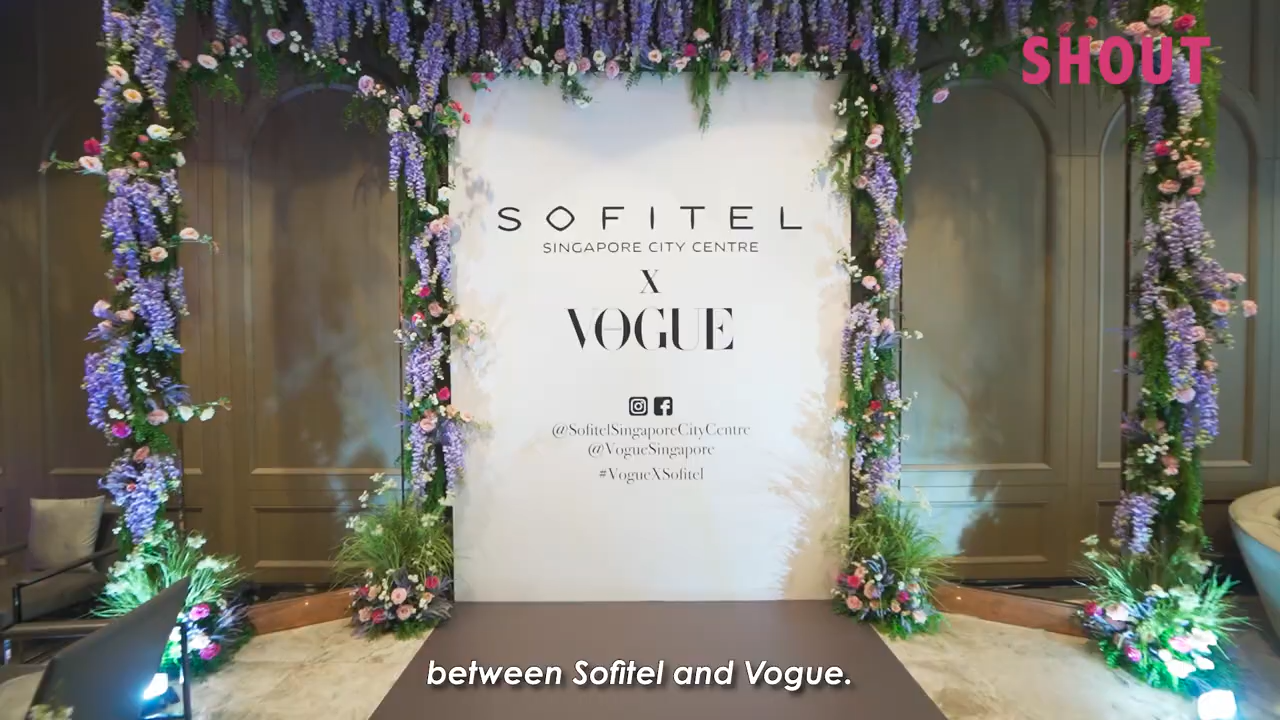 SHOUT
SOFITEL
SINGAPORE CITY CENTRE
X
VOGUE
@SofitelSingaporeCityCentre
@VogueSingapore
#VogueXSofitel
between Sofitel and Vogue.